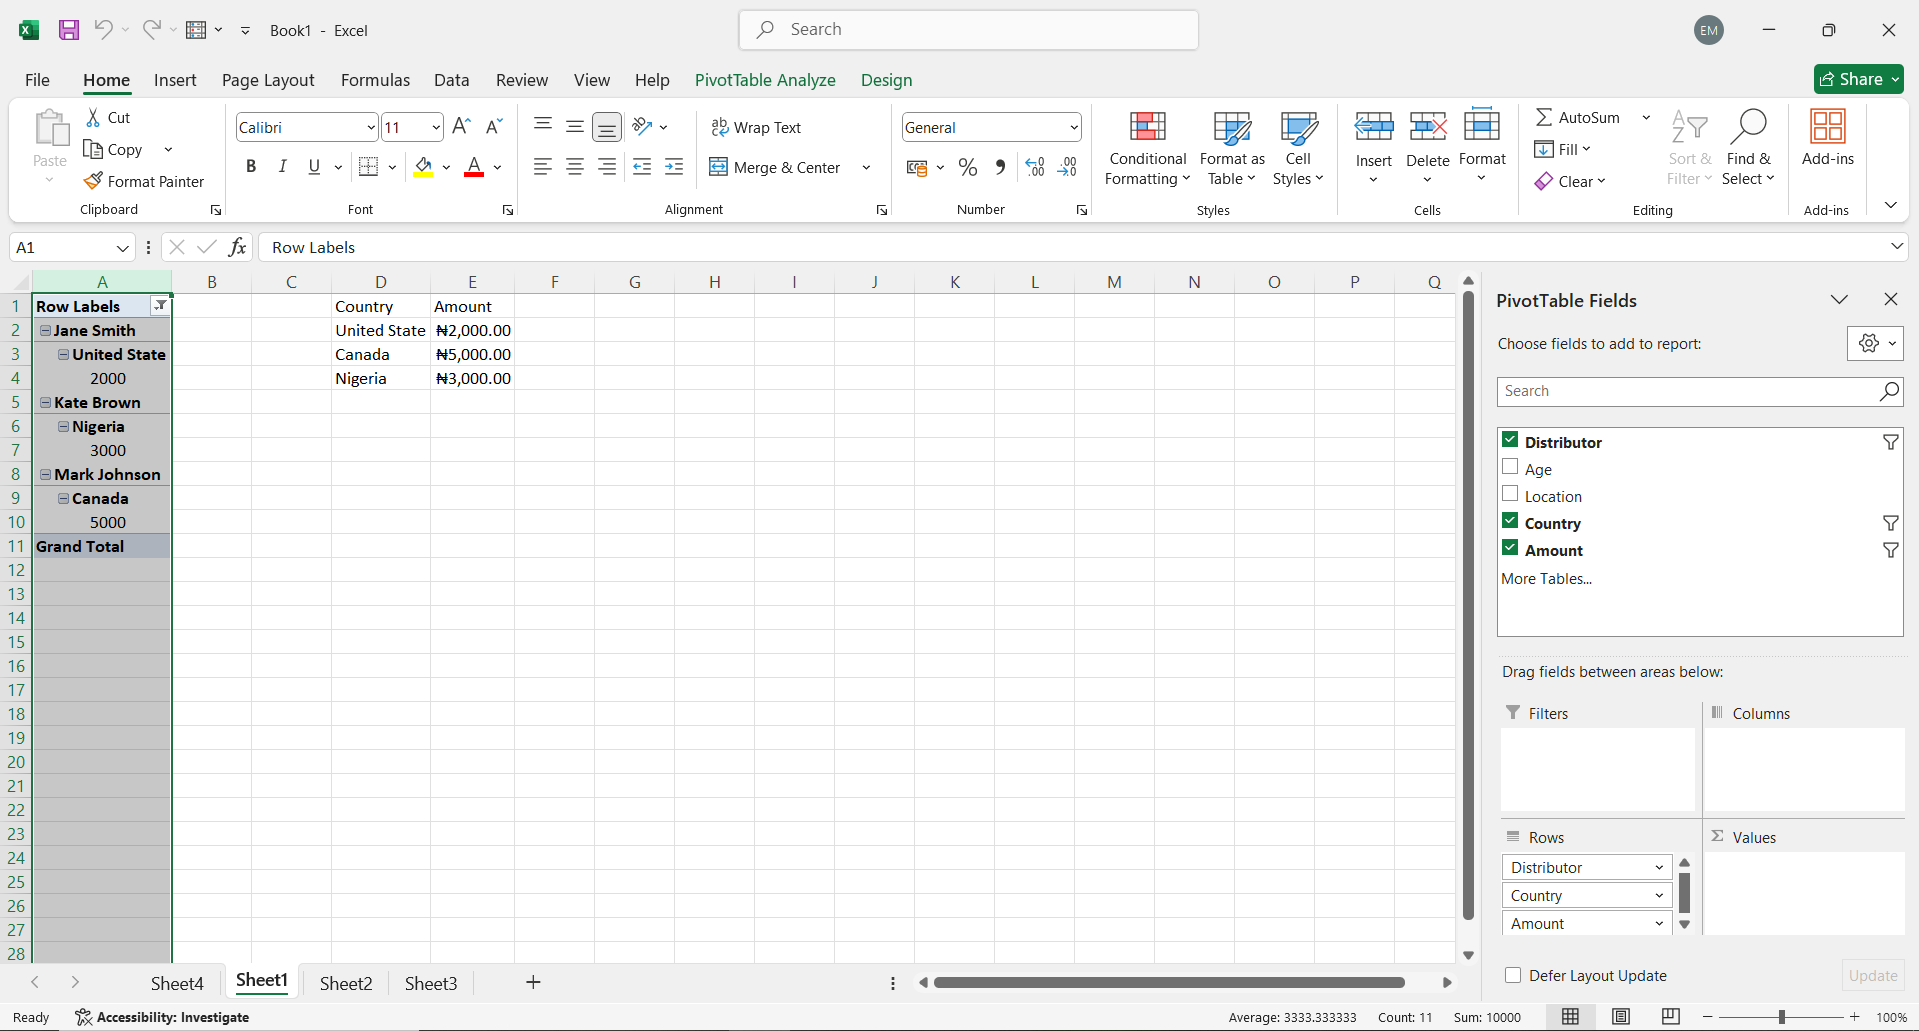 Book1 - Excel
Search
EM
File Home Insert Page Layout Formulas Data Review View Help PivotTable Analyze Design
Share
Paste
Cut
Copy
Format Painter
Clipboard
Calibri 11
B I U
Font
ab Wrap Text
Merge & Center
Alignment
General
Number
Conditional Formatting
Format as Table
Cell Styles
Styles
Insert Delete Format
Cells
AutoSum
Fill
Clear
Sort & Filter
Find & Select
Editing
Add-ins
Add-ins
A1
fx Row Labels
A B C D E F G H I J K L M N O P Q
1 Row Labels Country Amount
2 Jane Smith United State ₦2,000.00
3 United State Canada ₦5,000.00
4 2000 Nigeria ₦3,000.00
5 Kate Brown
6 Nigeria
7 3000
8 Mark Johnson
9 Canada
10 5000
11 Grand Total
12
13
14
15
16
17
18
19
20
21
22
23
24
25
26
27
28
PivotTable Fields
Choose fields to add to report:
Search
Distributor
Age
Location
Country
Amount
More Tables...
Drag fields between areas below:
Filters Columns
Rows Values
Distributor
Country
Amount
Defer Layout Update Update
Sheet4 Sheet1 Sheet2 Sheet3
Ready Accessibility: Investigate Average: 3333.333333 Count: 11 Sum: 10000 100%